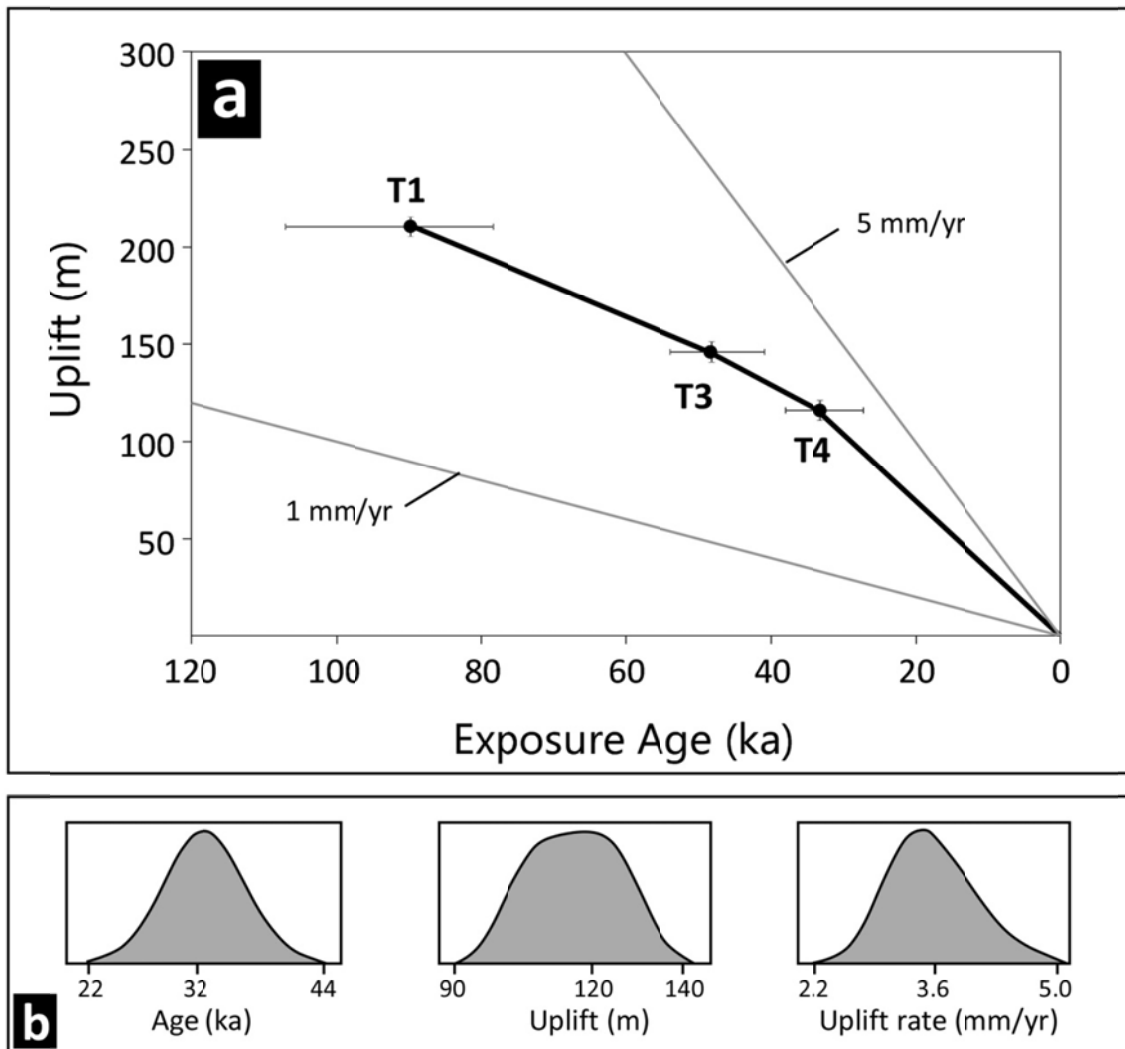 a
300
250
200
150
100
50
Uplift (m)
T1
T3
T4
5 mm/yr
1 mm/yr
120 100 80 60 40 20 0
Exposure Age (ka)
b
22 32 44
Age (ka)
90 120 140
Uplift (m)
2.2 3.6 5.0
Uplift rate (mm/yr)